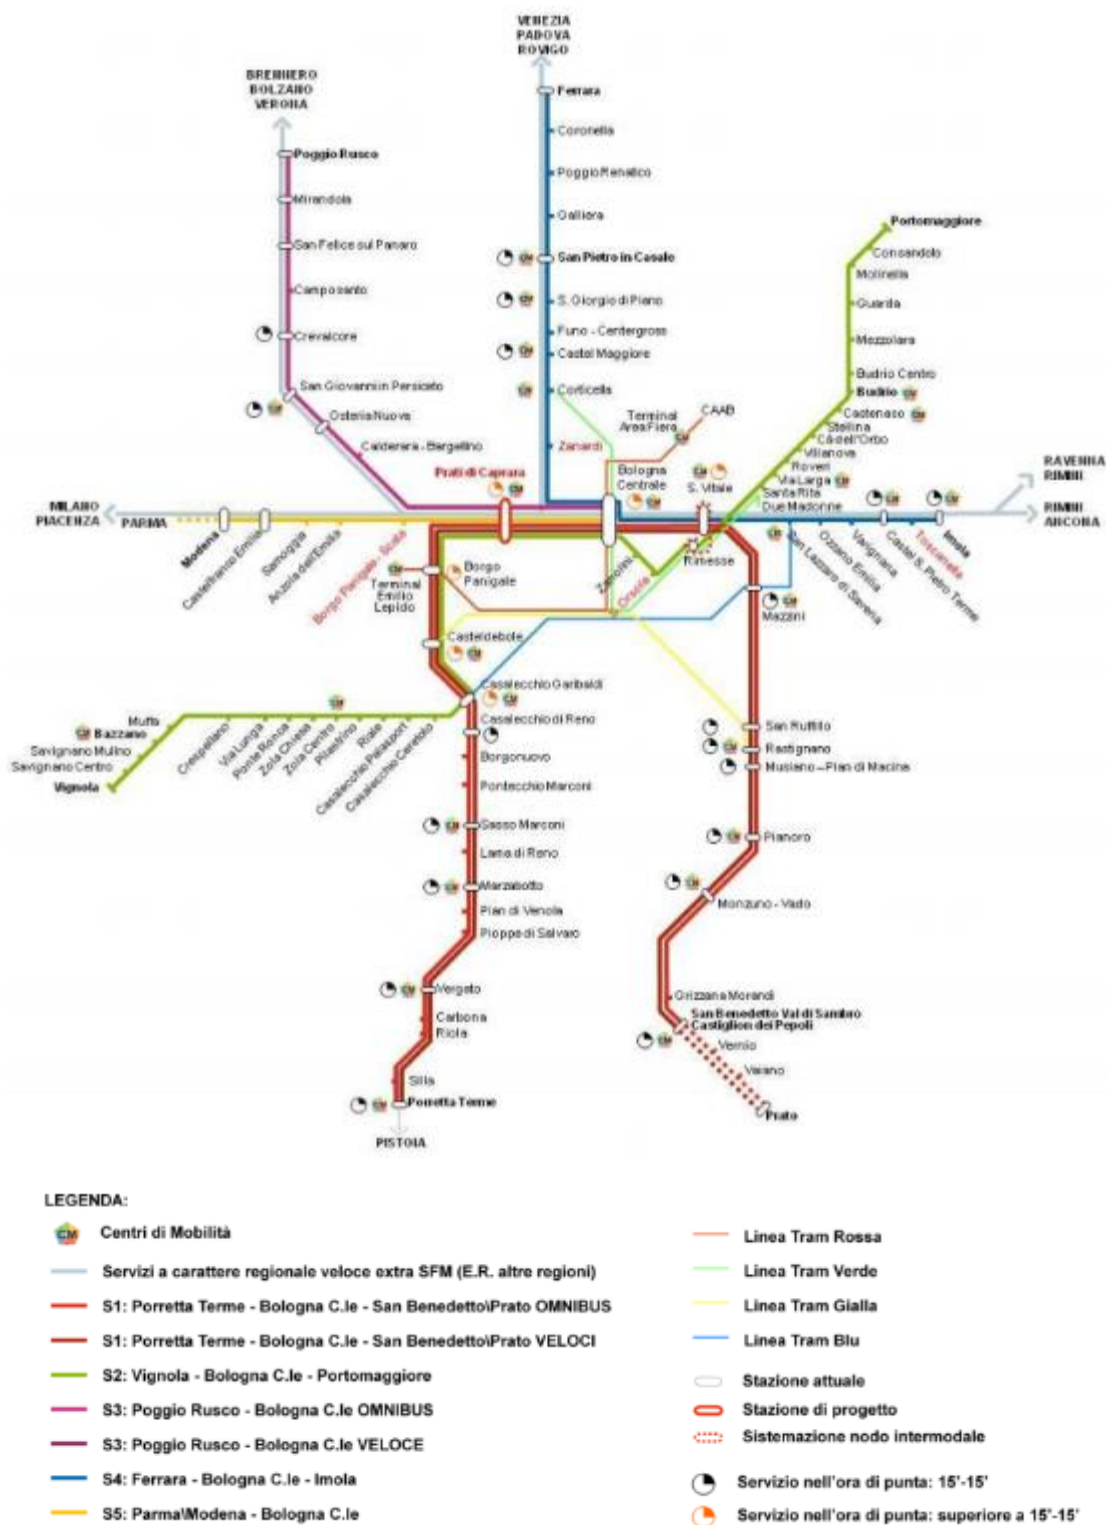 VENEZIA
PADOVA
ROVIGO
BRENNERO
BOLZANO
VERONA
Ferrara
Coronella
Poggio Renatico
Galliera
San Pietro in Casale
S. Giorgio di Piano
Funo - Centergross
Castel Maggiore
Corticella
Zanardi
Poggio Rusco
Mirandola
San Felice sul Panaro
Camposanto
Crevalcore
San Giovanni in Persiceto
Osteria Nuova
Calderara - Bargellino
Prati di Caprara
Portomaggiore
Consandolo
Molinella
Guarda
Mezzolara
Budrio Centro
Budrio
Castenaso
Stellina
Cà dell'Orbo
Villanova
Roveri
Via Larga
Santa Rita
Due Madonne
CAAB
Terminal
Area Fiera
Bologna
Centrale
S. Vitale
RAVENNA
RIMINI
RIMINI
ANCONA
MILANO
PIACENZA
PARMA
Modena
Castelfranco Emilia
Samoggia
Anzola dell'Emilia
Borgo Panigale - Scala
Terminal
Emilio
Lepido
Borgo
Panigale
Zanolini
S. Orsola
Rimesse
San Lazzaro di Savena
Ozzano Emilia
Varignana
Castel S. Pietro Terme
Toscanella
Imola
Mazzini
Casteldebole
Casalecchio Garibaldi
Casalecchio di Reno
Borgonuovo
Pontecchio Marconi
Sasso Marconi
Lama di Reno
Marzabotto
Pian di Venola
Pioppe di Salvaro
Vergato
Carbona
Riola
Silla
Porretta Terme
PISTOIA
Muffa
Bazzano
Savignano Mulino
Savignano Centro
Vignola
Crespellano
Via Lunga
Ponte Ronca
Zola Chiesa
Zola Centro
Pilastrino
Riale
Casalecchio Palasport
Casalecchio Ceretolo
San Ruffillo
Rastignano
Musiano - Pian di Macina
Pianoro
Monzuno - Vado
Grizzana Morandi
San Benedetto Val di Sambro
Castiglion dei Pepoli
Vernio
Vaiano
Prato
LEGENDA:
CM Centri di Mobilità
Servizi a carattere regionale veloce extra SFM (E.R. altre regioni)
S1: Porretta Terme - Bologna C.le - San Benedetto\Prato OMNIBUS
S1: Porretta Terme - Bologna C.le - San Benedetto\Prato VELOCI
S2: Vignola - Bologna C.le - Portomaggiore
S3: Poggio Rusco - Bologna C.le OMNIBUS
S3: Poggio Rusco - Bologna C.le VELOCE
S4: Ferrara - Bologna C.le - Imola
S5: Parma\Modena - Bologna C.le
Linea Tram Rossa
Linea Tram Verde
Linea Tram Gialla
Linea Tram Blu
Stazione attuale
Stazione di progetto
Sistemazione nodo intermodale
Servizio nell'ora di punta: 15'-15'
Servizio nell'ora di punta: superiore a 15'-15'